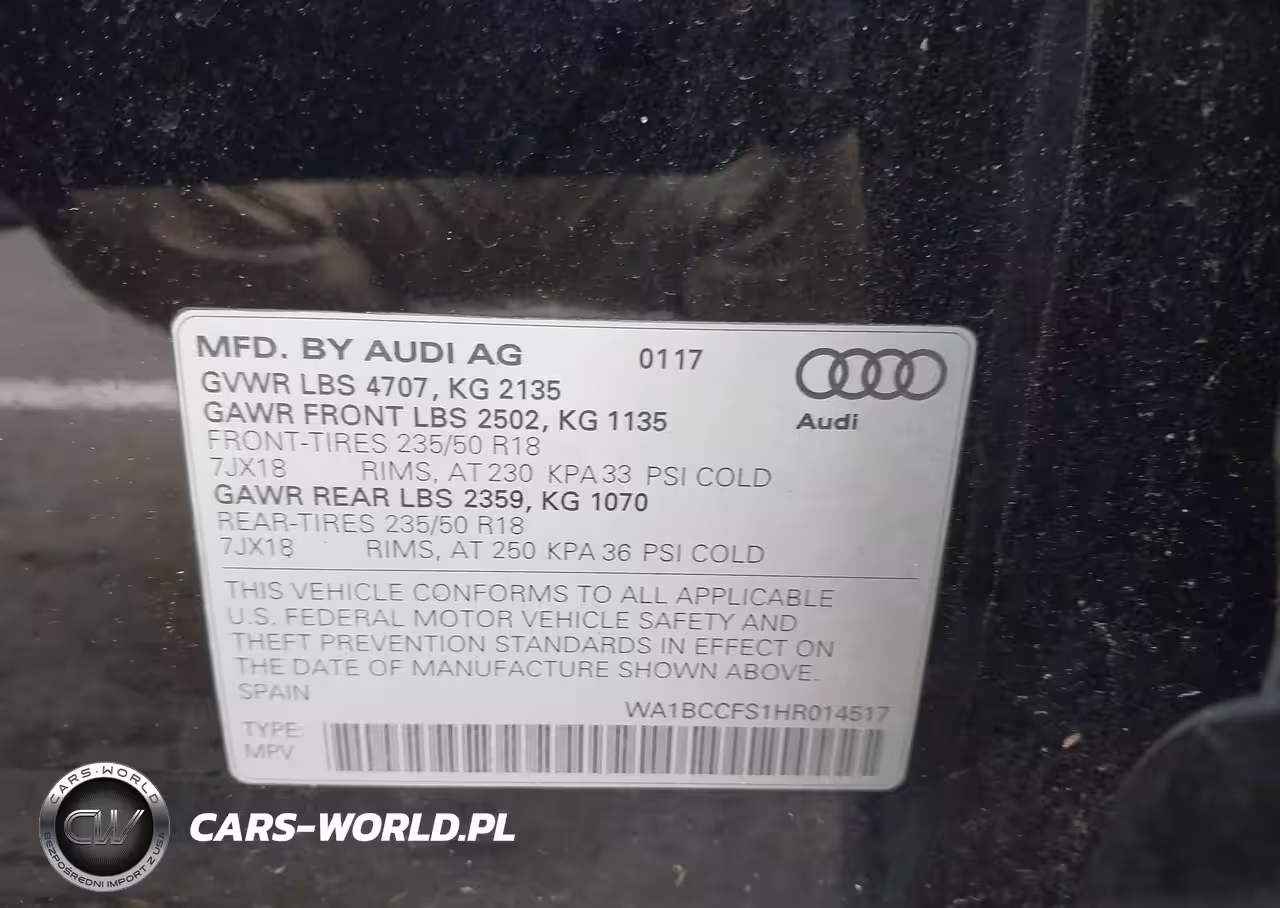 MFD. BY AUDI AG 0117
GVWR LBS 4707, KG 2135
GAWR FRONT LBS 2502, KG 1135
Audi
FRONT-TIRES 235/50 R18
7JX18 RIMS, AT 230 KPA 33 PSI COLD
GAWR REAR LBS 2359, KG 1070
REAR-TIRES 235/50 R18
7JX18 RIMS, AT 250 KPA 36 PSI COLD
THIS VEHICLE CONFORMS TO ALL APPLICABLE
U.S. FEDERAL MOTOR VEHICLE SAFETY AND
THEFT PREVENTION STANDARDS IN EFFECT ON
THE DATE OF MANUFACTURE SHOWN ABOVE.
SPAIN
WA1BCCFS1HR014517
TYPE:
MPV
CARS-WORLD
CW
BEZPOŚREDNI IMPORT Z USA
CARS-WORLD.PL